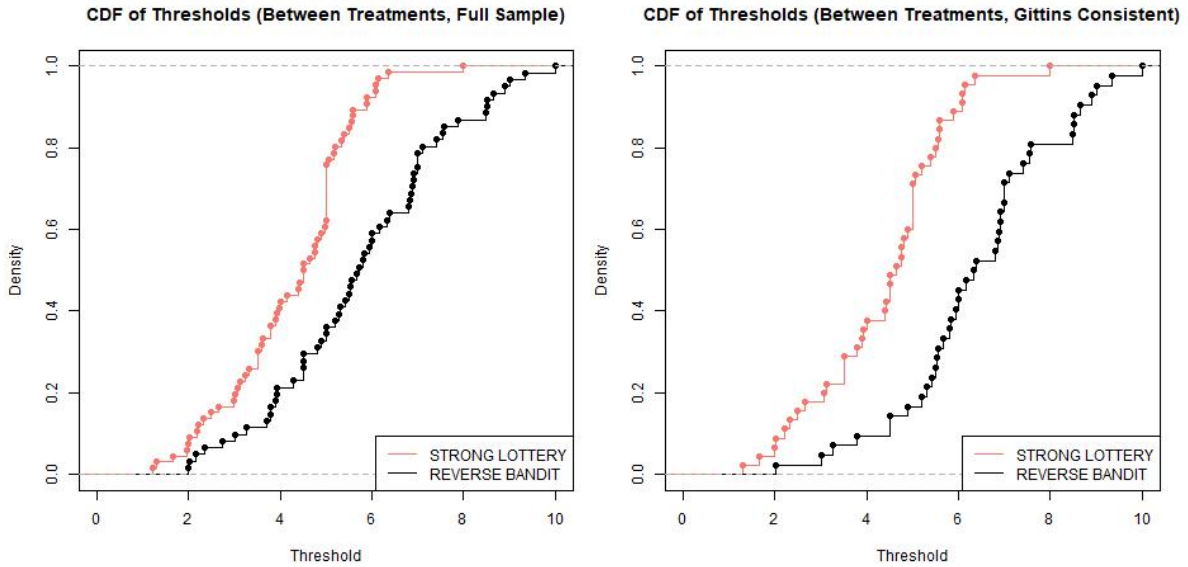 CDF of Thresholds (Between Treatments, Full Sample)
Density
1.0
0.8
0.6
0.4
0.2
0.0
STRONG LOTTERY
REVERSE BANDIT
0 2 4 6 8 10
Threshold
CDF of Thresholds (Between Treatments, Gittins Consistent)
Density
1.0
0.8
0.6
0.4
0.2
0.0
STRONG LOTTERY
REVERSE BANDIT
0 2 4 6 8 10
Threshold